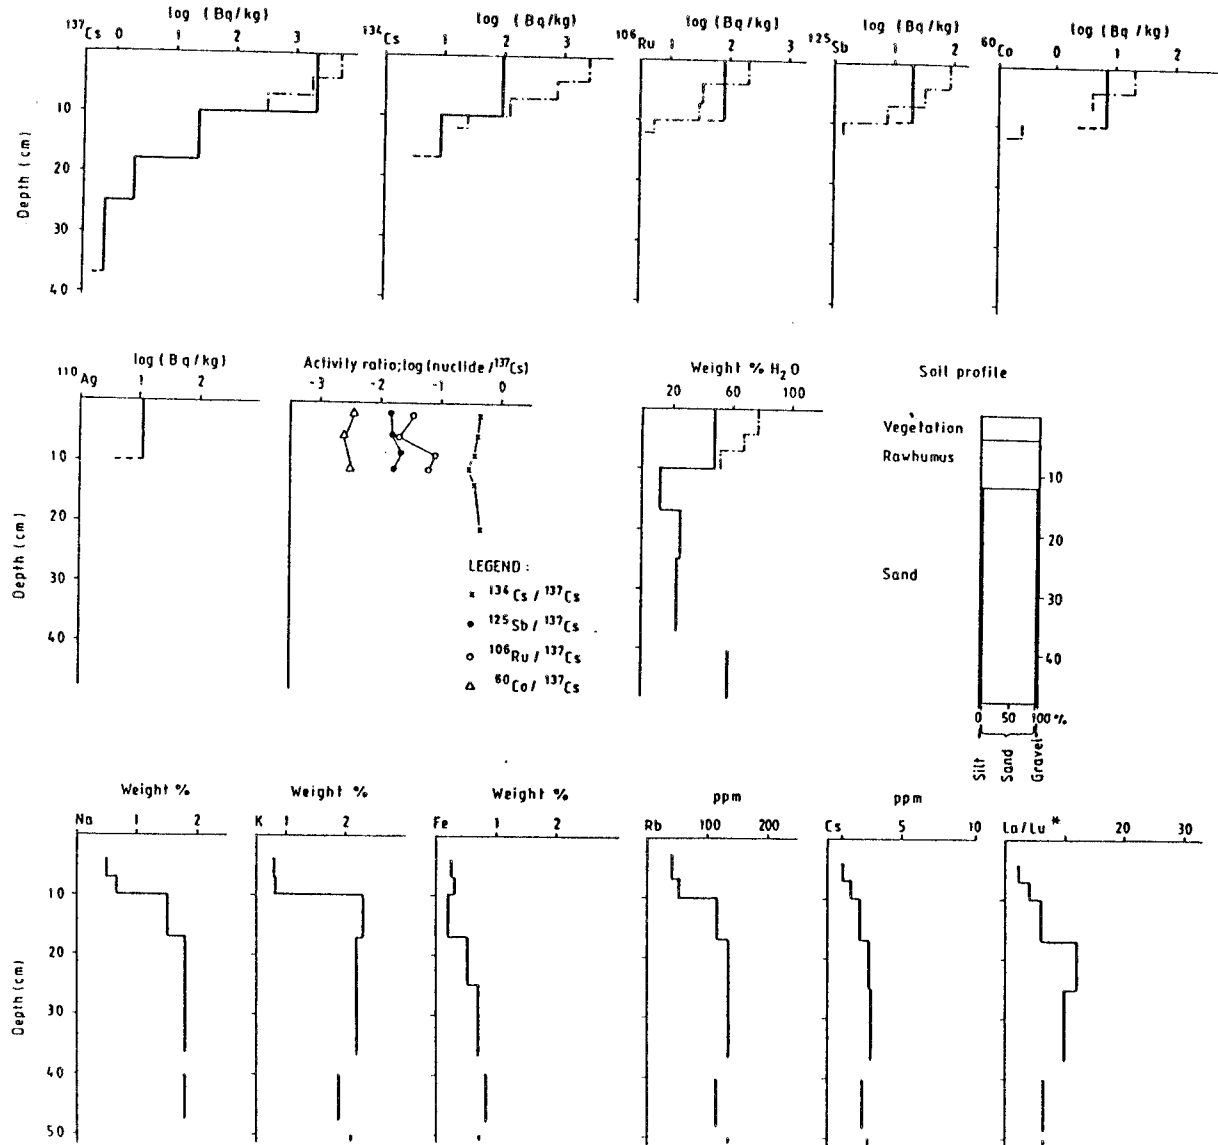 log (Bq/kg) log (Bq/kg) log (Bq/kg) log (Bq/kg) log (Bq/kg)
137Cs 0 1 2 3
134Cs 1 2 3
106Ru 1 2 3
125Sb 1 2
60Co 0 1 2
Depth (cm)
10
20
30
40
log (Bq/kg)
110Ag 1 2
Depth (cm)
10
20
30
40
Activity ratio;log(nuclide/137Cs)
-3 -2 -1 0
LEGEND :
x 134Cs / 137Cs
● 125Sb / 137Cs
○ 106Ru / 137Cs
△ 60Co / 137Cs
Weight % H2O
20 60 100
Soil profile
Vegetation
Rawhumus
Sand
10
20
30
40
0 50 100 %
Silt
Sand
Gravel
Weight % Weight % Weight % ppm ppm
Na 1 2
K 1 2
Fe 1 2
Rb 100 200
Cs 5 10
La/Lu* 20 30
Depth (cm)
10
20
30
40
50